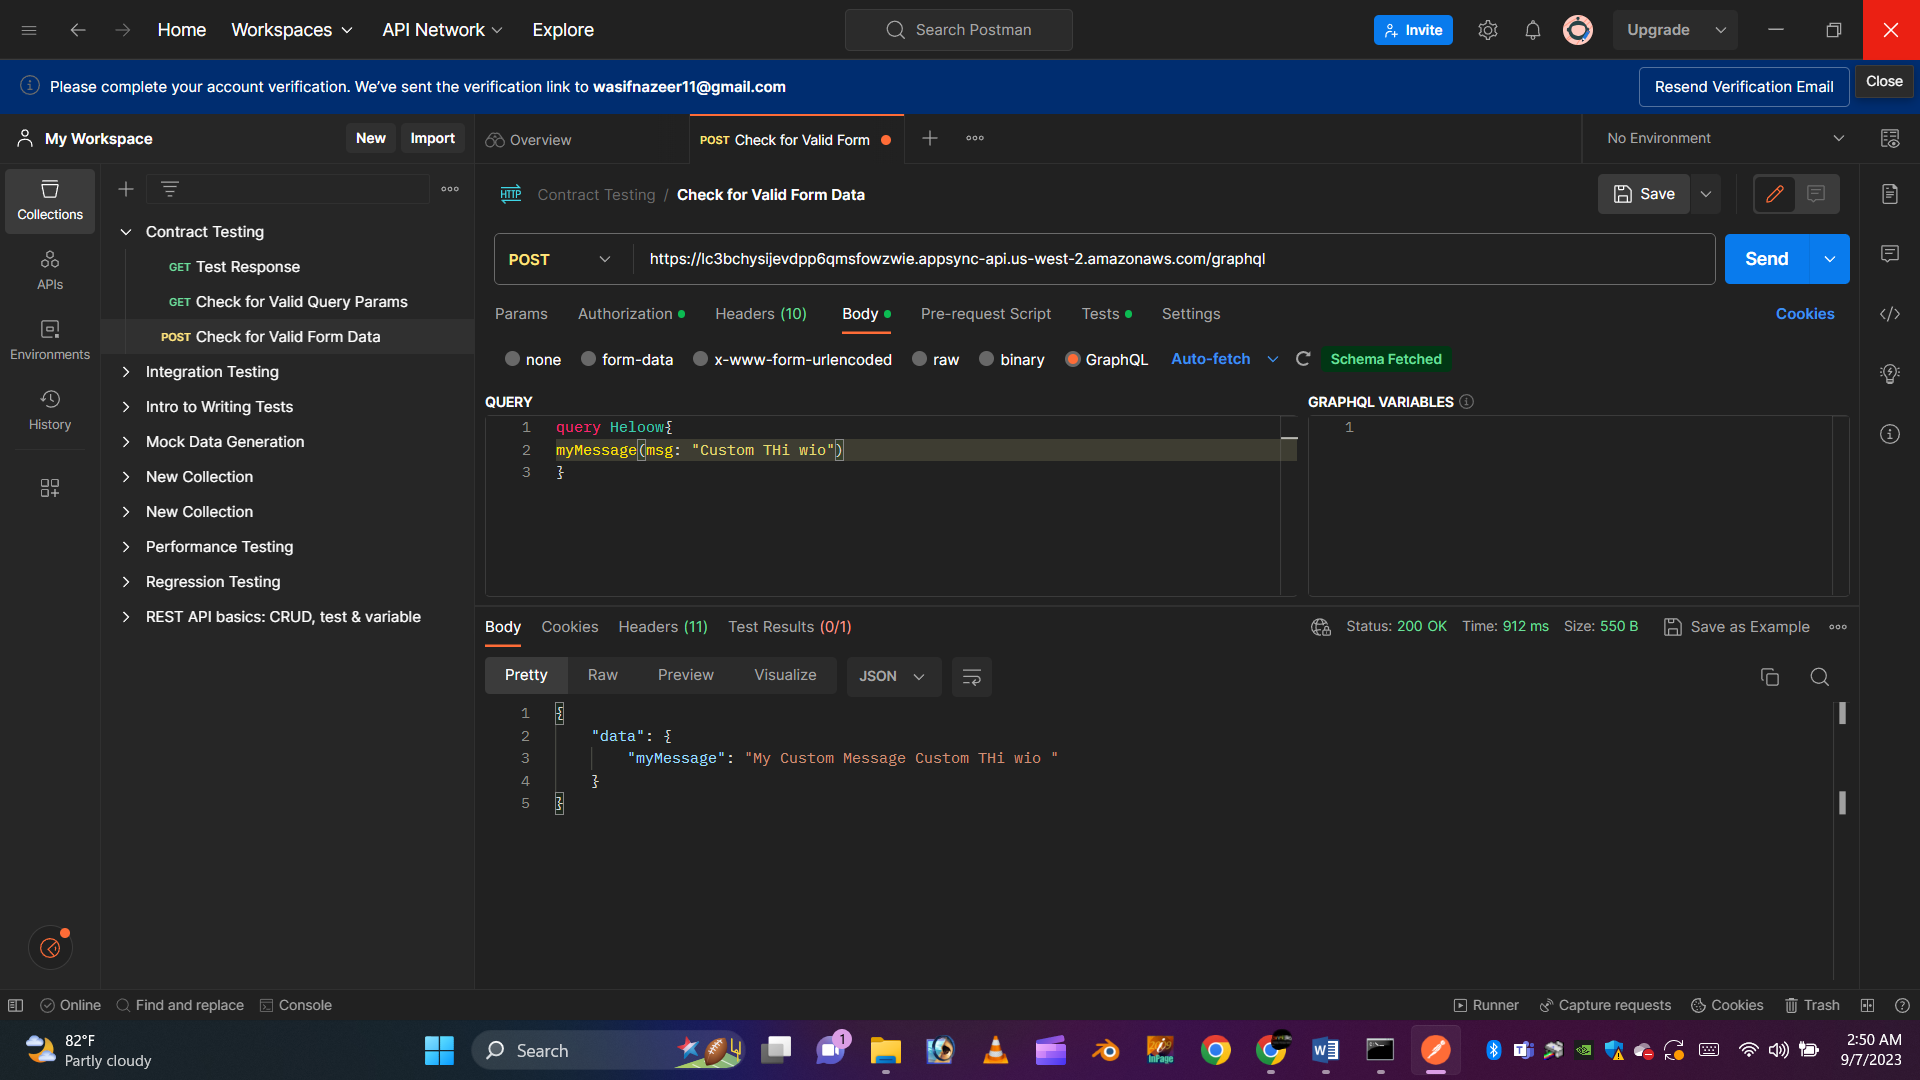 Home Workspaces API Network Explore Search Postman Invite Upgrade
Please complete your account verification. We've sent the verification link to wasifnazeer11@gmail.com Resend Verification Email Close
My Workspace New Import Overview POST Check for Valid Form No Environment
Collections
APIs
Environments
History
Contract Testing
GET Test Response
GET Check for Valid Query Params
POST Check for Valid Form Data
Integration Testing
Intro to Writing Tests
Mock Data Generation
New Collection
New Collection
Performance Testing
Regression Testing
REST API basics: CRUD, test & variable
HTTP Contract Testing / Check for Valid Form Data Save
POST https://lc3bchysijevdpp6qmsfowzwie.appsync-api.us-west-2.amazonaws.com/graphql Send
Params Authorization Headers (10) Body Pre-request Script Tests Settings Cookies
none form-data x-www-form-urlencoded raw binary GraphQL Auto-fetch Schema Fetched
QUERY GRAPHQL VARIABLES
1 query Heloow{ 1
2 myMessage(msg: "Custom THi wio")
3 }
Body Cookies Headers (11) Test Results (0/1) Status: 200 OK Time: 912 ms Size: 550 B Save as Example
Pretty Raw Preview Visualize JSON
1 {
2 "data": {
3 "myMessage": "My Custom Message Custom THi wio "
4 }
5 }
Online Find and replace Console Runner Capture requests Cookies Trash
82°F
Partly cloudy
Search
1
InPage
2:50 AM
9/7/2023